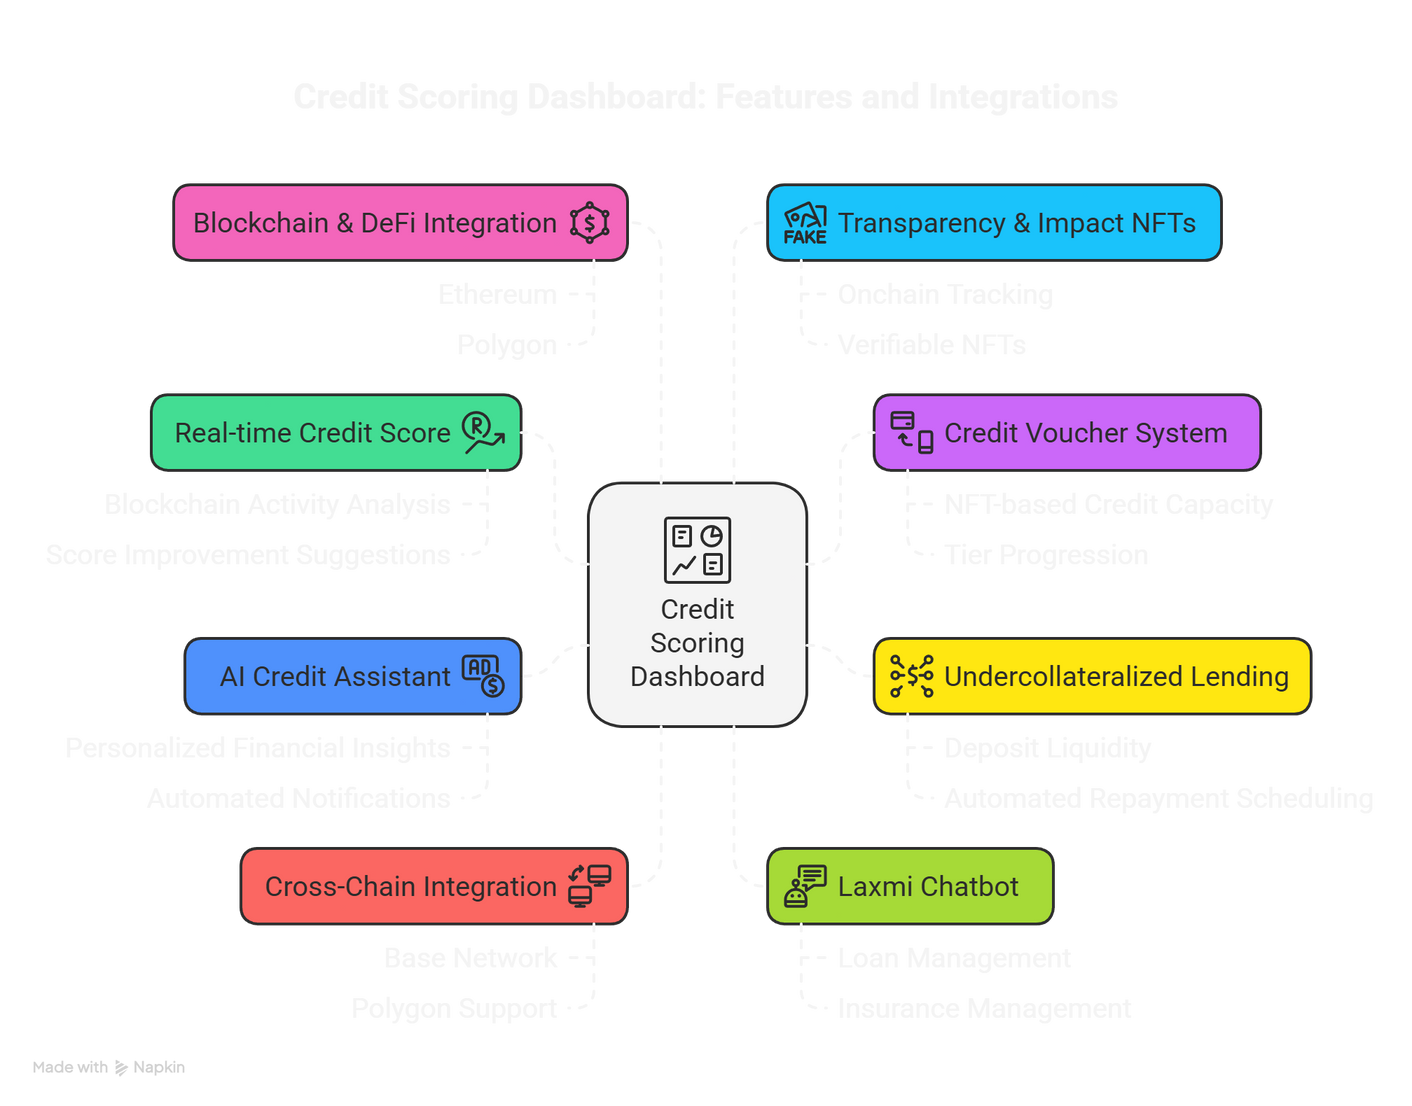 Credit Scoring Dashboard: Features and Integrations
Blockchain & DeFi Integration
Ethereum
Polygon
FAKE
Transparency & Impact NFTs
Onchain Tracking
Verifiable NFTs
Real-time Credit Score
R
Blockchain Activity Analysis
Score Improvement Suggestions
Credit Voucher System
NFT-based Credit Capacity
Tier Progression
Credit
Scoring
Dashboard
AI Credit Assistant
AD
$
Personalized Financial Insights
Automated Notifications
$
Undercollateralized Lending
Deposit Liquidity
Automated Repayment Scheduling
Cross-Chain Integration
Base Network
Polygon Support
Laxmi Chatbot
Loan Management
Insurance Management
Made with Napkin